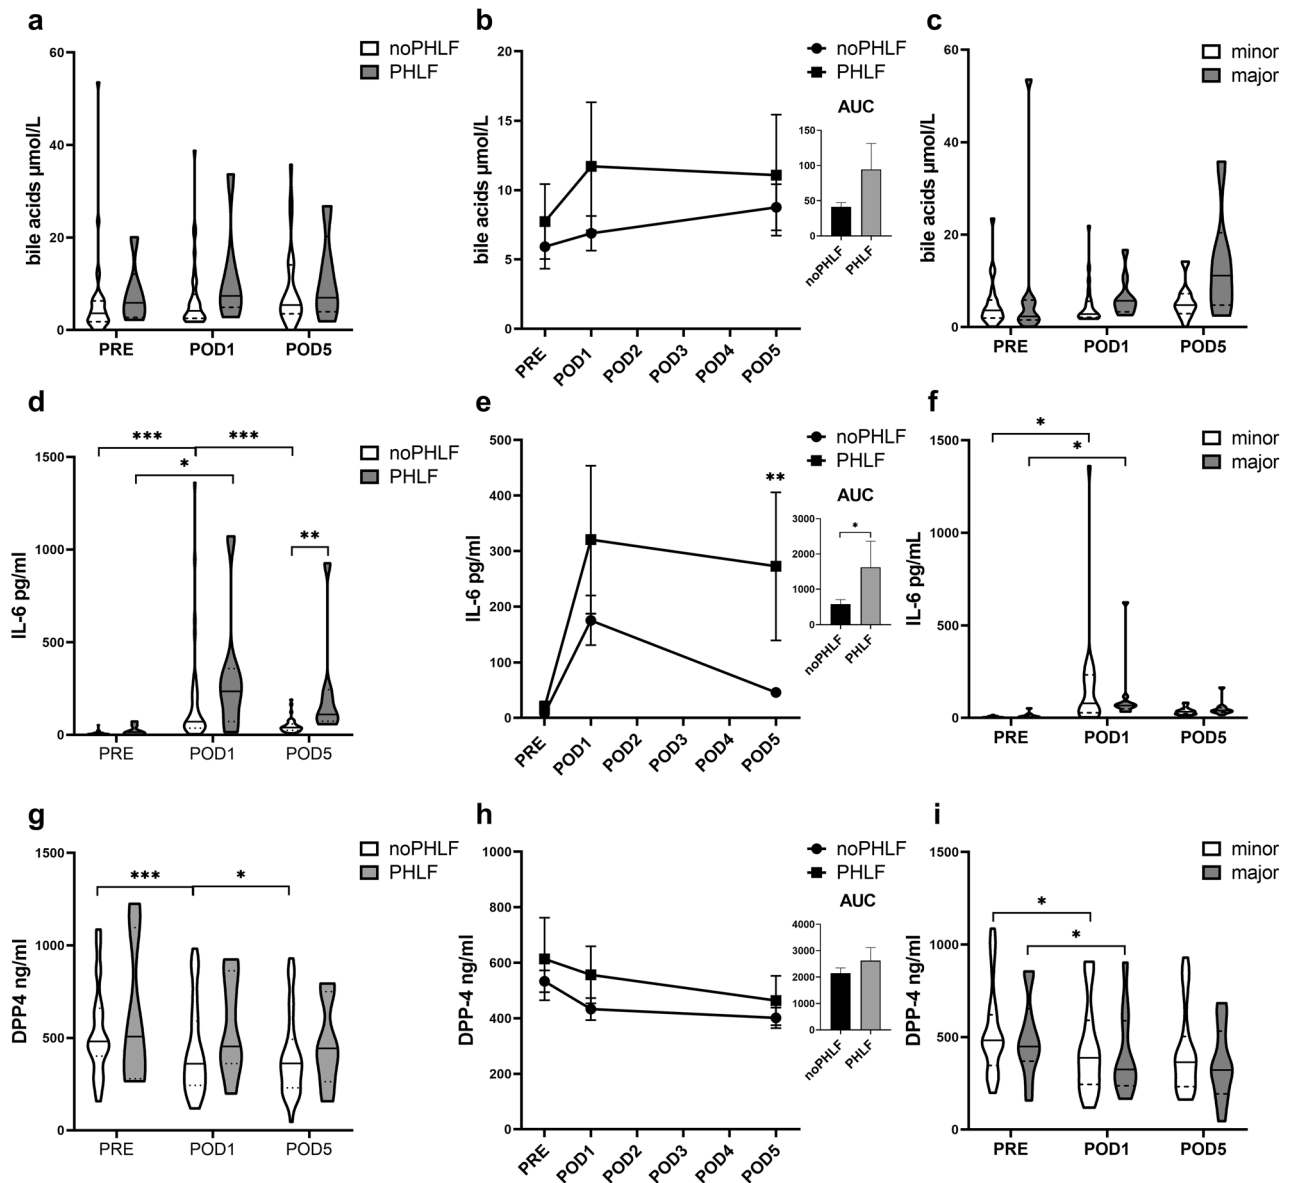 a
60
40
20
0
bile acids µmol/L
PRE
POD1
POD5
noPHLF
PHLF
b
20
15
10
5
0
bile acids µmol/L
PRE
POD1
POD2
POD3
POD4
POD5
noPHLF
PHLF
AUC
150
100
50
0
noPHLF
PHLF
c
60
40
20
0
bile acids µmol/L
PRE
POD1
POD5
minor
major
d
***
***
*
**
1500
1000
500
0
IL-6 pg/ml
PRE
POD1
POD5
noPHLF
PHLF
e
500
400
300
200
100
0
IL-6 pg/ml
**
PRE
POD1
POD2
POD3
POD4
POD5
noPHLF
PHLF
AUC
3000
2000
1000
0
*
noPHLF
PHLF
f
*
*
1500
1000
500
0
IL-6 pg/mL
PRE
POD1
POD5
minor
major
g
***
*
1500
1000
500
0
DPP4 ng/ml
PRE
POD1
POD5
noPHLF
PHLF
h
1000
800
600
400
200
0
DPP-4 ng/ml
PRE
POD1
POD2
POD3
POD4
POD5
noPHLF
PHLF
AUC
4000
3000
2000
1000
0
noPHLF
PHLF
i
*
*
1500
1000
500
0
DPP-4 ng/ml
PRE
POD1
POD5
minor
major